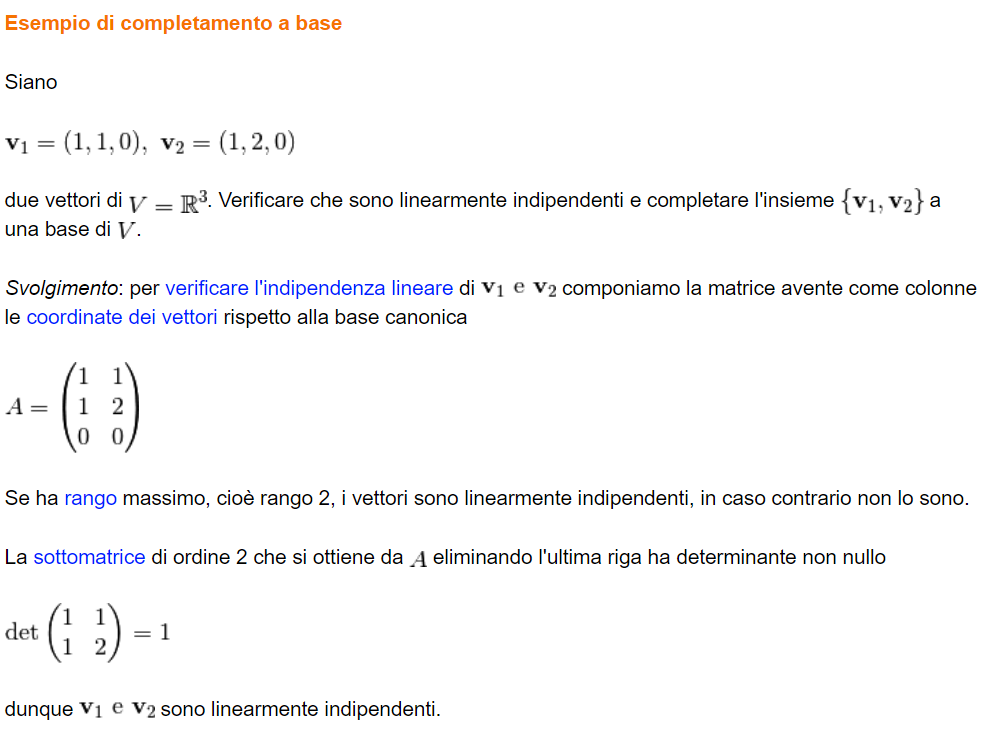 Esempio di completamento a base
Siano
v₁ = (1, 1, 0), v₂ = (1, 2, 0)
due vettori di V = ℝ³. Verificare che sono linearmente indipendenti e completare l'insieme {v₁, v₂} a
una base di V.
Svolgimento: per verificare l'indipendenza lineare di v₁ e v₂ componiamo la matrice avente come colonne
le coordinate dei vettori rispetto alla base canonica
A = (1 1
1 2
0 0)
Se ha rango massimo, cioè rango 2, i vettori sono linearmente indipendenti, in caso contrario non lo sono.
La sottomatrice di ordine 2 che si ottiene da A eliminando l'ultima riga ha determinante non nullo
det (1 1
1 2) = 1
dunque v₁ e v₂ sono linearmente indipendenti.